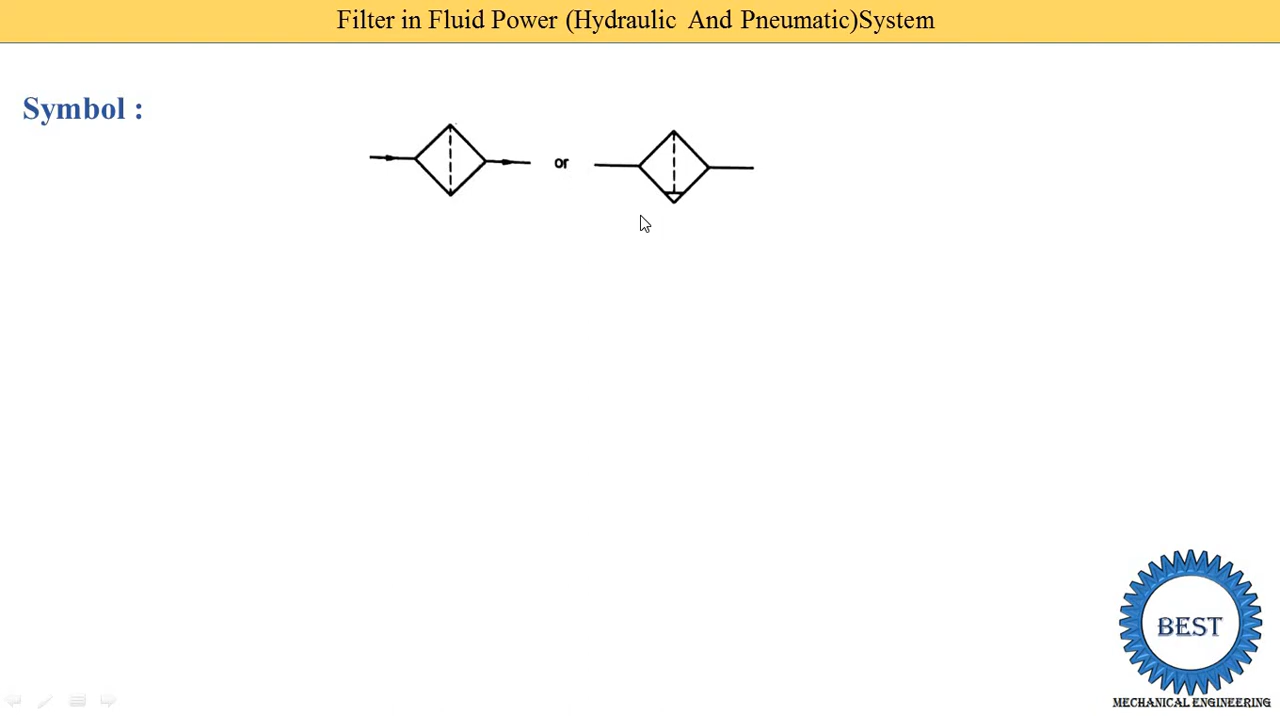 Filter in Fluid Power (Hydraulic And Pneumatic)System
Symbol :
or
BEST
MECHANICAL ENGINEERING